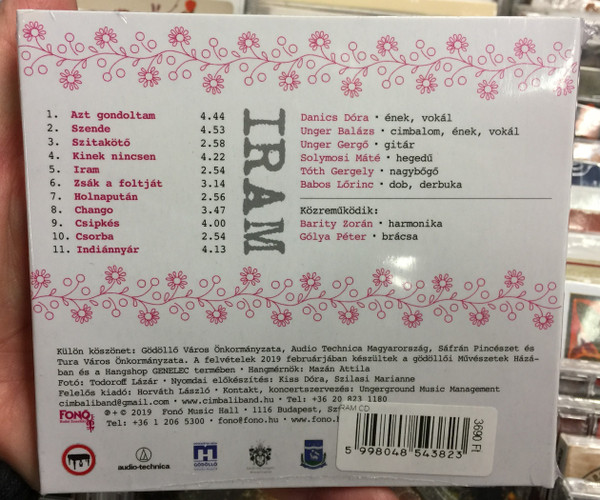 1. Azt gondoltam 4.44
2. Szende 4.53
3. Szitakötő 2.58
4. Kinek nincsen 4.22
5. Iram 2.54
6. Zsák a foltját 3.14
7. Holnapután 2.56
8. Chango 3.47
9. Csipkés 4.00
10. Csorba 2.54
11. Indiánnyár 4.13
IRAM
Danics Dóra · ének, vokál
Unger Balázs · cimbalom, ének, vokál
Unger Gergő · gitár
Solymosi Máté · hegedű
Tóth Gergely · nagybőgő
Babos Lőrinc · dob, derbuka
Közreműködik:
Barity Zorán · harmonika
Gólya Péter · brácsa
Külön köszönet: Gödöllő Város Önkormányzata, Audio Technica Magyarország, Sáfrán Pincészet és
Tura Város Önkormányzata. A felvételek 2019 februárjában készültek a gödöllői Művészetek Házá-
ban és a Hangshop GENELEC termében · Hangmérnök: Mazán Attila
Fotó: Todoroff Lázár · Nyomdai előkészítés: Kiss Dóra, Szilasi Marianne
Felelős kiadó: Horváth László · Kontakt, koncertszervezés: Ungerground Music Management
cimbaliband@gmail.com · www.cimbaliband.hu · Tel: +36 20 823 1180
FONÓ
℗ + © 2019 Fonó Music Hall · 1116 Budapest, Sz
Tel: +36 1 206 5300 · fono@fono.hu · www.fono.
audio-technica
GÖDÖLLŐ
IRAM CD
5 998048 543823
3690 Ft